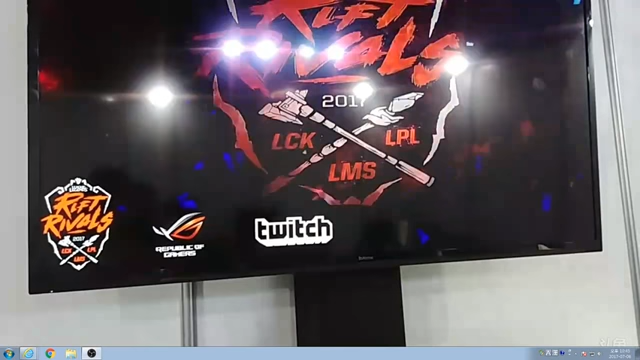 RIFT
RIVALS
2017
LCK
LPL
LMS
RIFT
RIVALS
2017
LCK
LPL
LMS
REPUBLIC OF
GAMERS
twitch